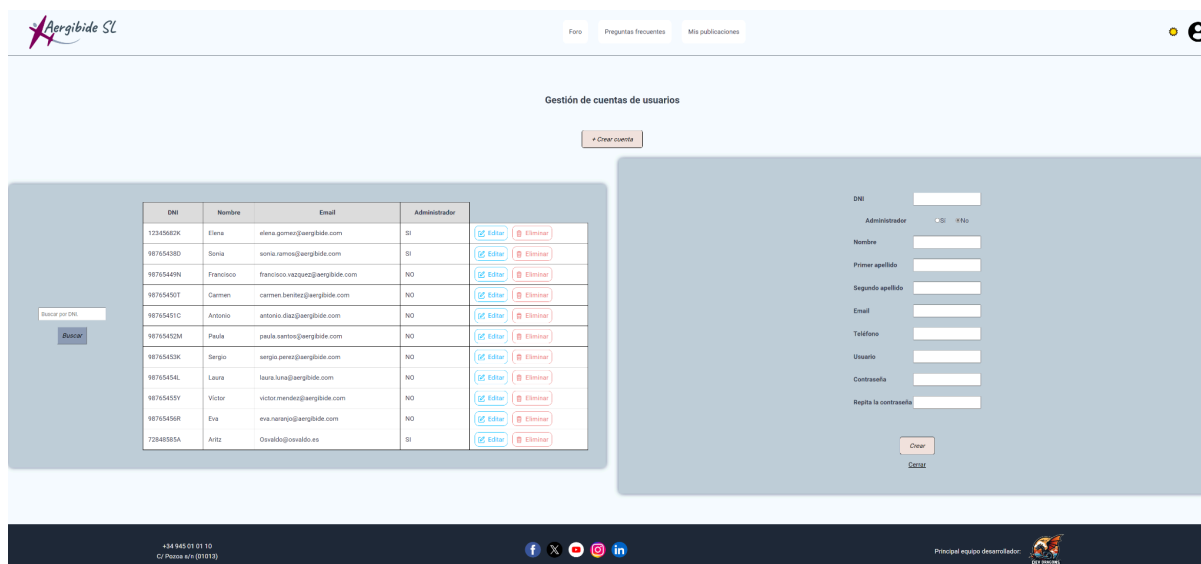 Aergibide SL
Foro Preguntas frecuentes Mis publicaciones
Gestión de cuentas de usuarios
+ Crear cuenta
Buscar por DNI,
Buscar
DNI Nombre Email Administrador
12345682K Elena elena.gomez@aergibide.com SI Editar Eliminar
98765438D Sonia sonia.ramos@aergibide.com SI Editar Eliminar
98765449N Francisco francisco.vazquez@aergibide.com NO Editar Eliminar
98765450T Carmen carmen.benitez@aergibide.com NO Editar Eliminar
98765451C Antonio antonio.diaz@aergibide.com NO Editar Eliminar
98765452M Paula paula.santos@aergibide.com NO Editar Eliminar
98765453K Sergio sergio.perez@aergibide.com NO Editar Eliminar
98765454L Laura laura.luna@aergibide.com NO Editar Eliminar
98765455Y Víctor victor.mendez@aergibide.com NO Editar Eliminar
98765456R Eva eva.naranjo@aergibide.com NO Editar Eliminar
72848585A Aritz Osvaldo@osvaldo.es SI Editar Eliminar
DNI
Administrador Si No
Nombre
Primer apellido
Segundo apellido
Email
Teléfono
Usuario
Contraseña
Repita la contraseña
Crear
Cerrar
+34 945 01 01 10
C/ Pozoa s/n (01013)
Principal equipo desarrollador:
DEV DRAGONS